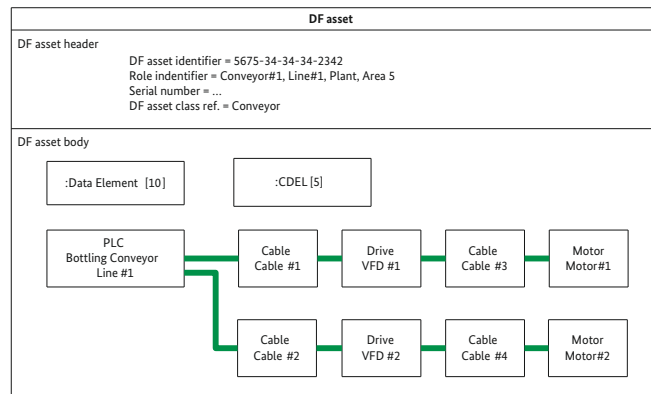 DF asset
DF asset header
DF asset identifier = 5675-34-34-34-2342
Role indentifier = Conveyor#1, Line#1, Plant, Area 5
Serial number = ...
DF asset class ref. = Conveyor
DF asset body
:Data Element [10]
:CDEL [5]
PLC
Bottling Conveyor
Line #1
Cable
Cable #1
Drive
VFD #1
Cable
Cable #3
Motor
Motor#1
Cable
Cable #2
Drive
VFD #2
Cable
Cable #4
Motor
Motor#2